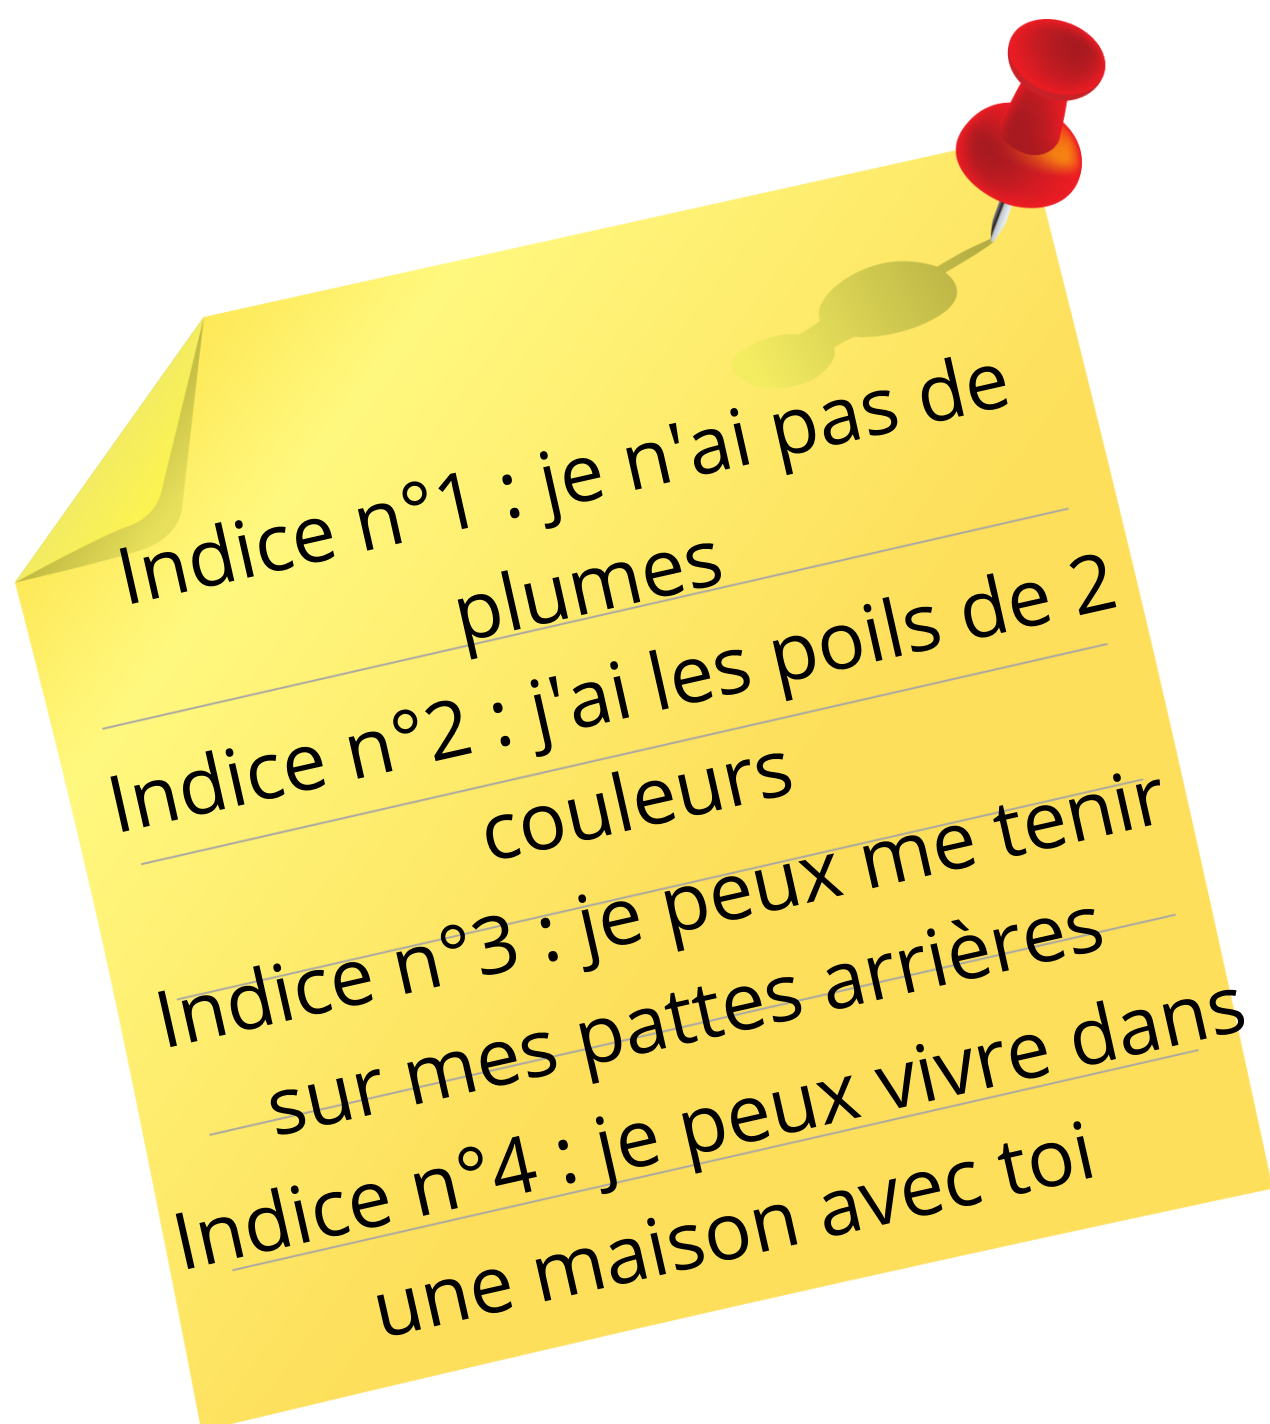 Indice n°1 : je n'ai pas de
plumes
Indice n°2 : j'ai les poils de 2
couleurs
Indice n°3 : je peux me tenir
sur mes pattes arrières
Indice n°4 : je peux vivre dans
une maison avec toi